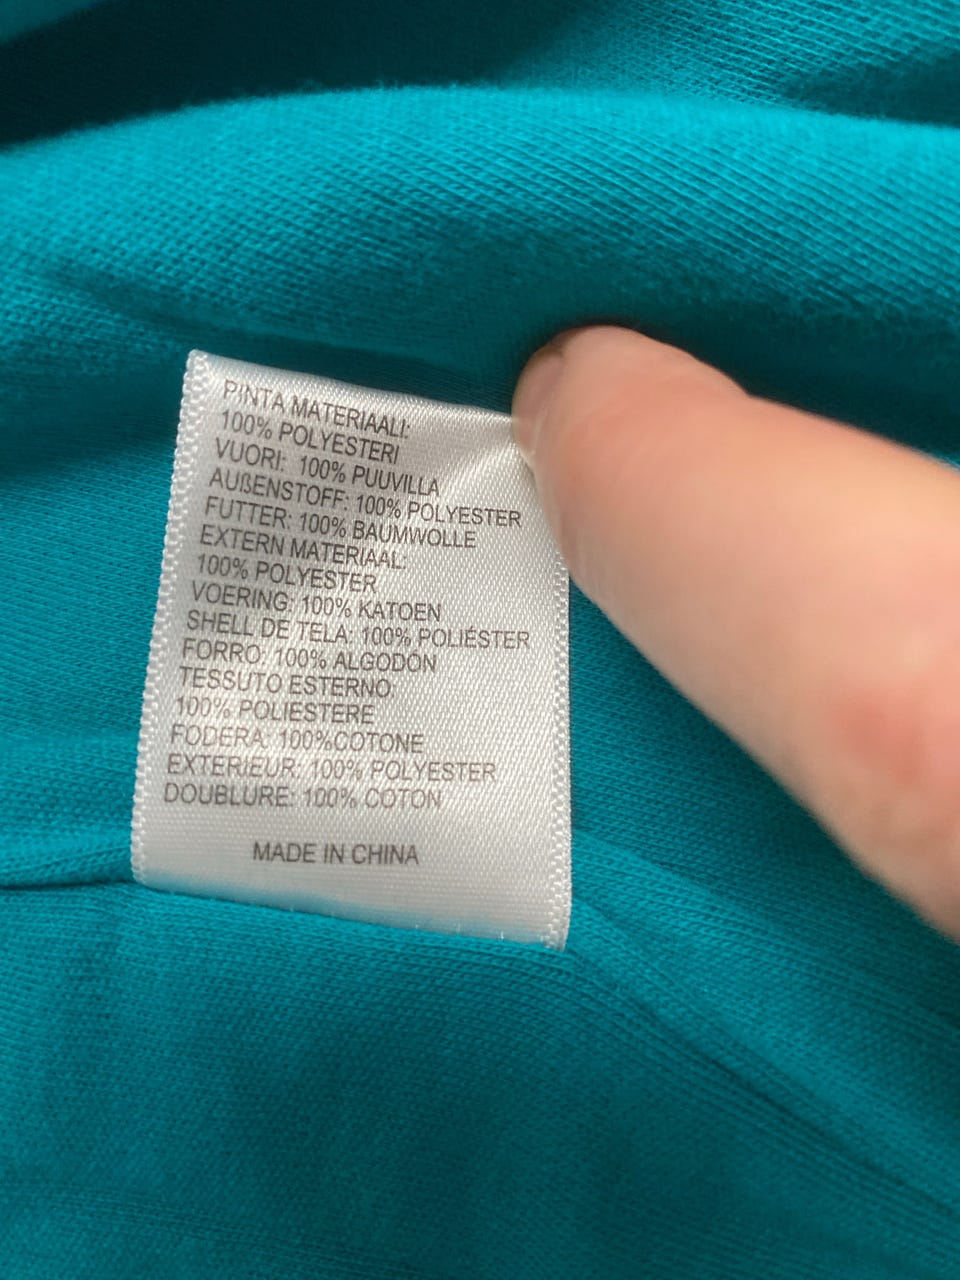 PINTA MATERIAALI:
100% POLYESTERI
VUORI: 100% PUUVILLA
AUßENSTOFF: 100% POLYESTER
FUTTER: 100% BAUMWOLLE
EXTERN MATERIAAL:
100% POLYESTER
VOERING: 100% KATOEN
SHELL DE TELA: 100% POLIÉSTER
FORRO: 100% ALGODÓN
TESSUTO ESTERNO:
100% POLIESTERE
FODERA: 100%COTONE
EXTERIEUR: 100% POLYESTER
DOUBLURE: 100% COTON
MADE IN CHINA